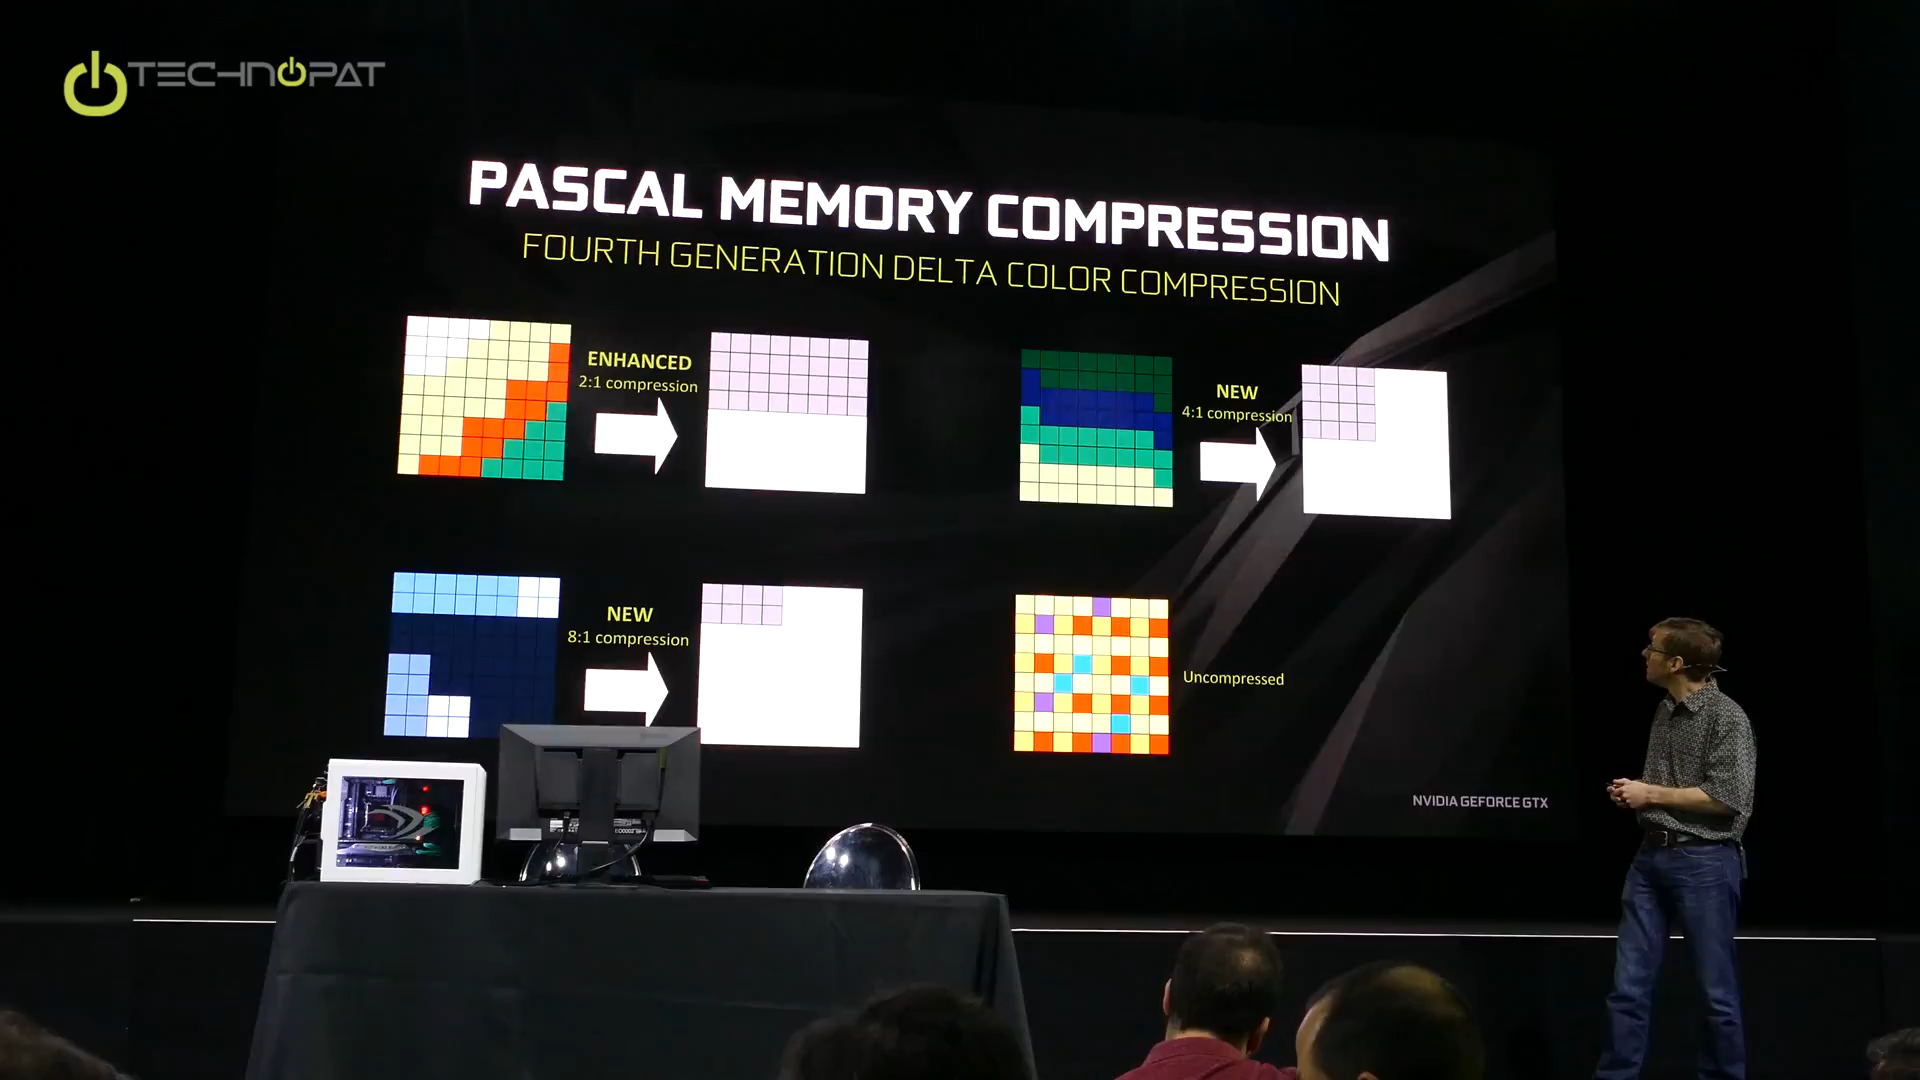 TECHNOPAT
PASCAL MEMORY COMPRESSION
FOURTH GENERATION DELTA COLOR COMPRESSION
ENHANCED
2:1 compression
NEW
4:1 compression
NEW
8:1 compression
Uncompressed
NVIDIA GEFORCE GTX